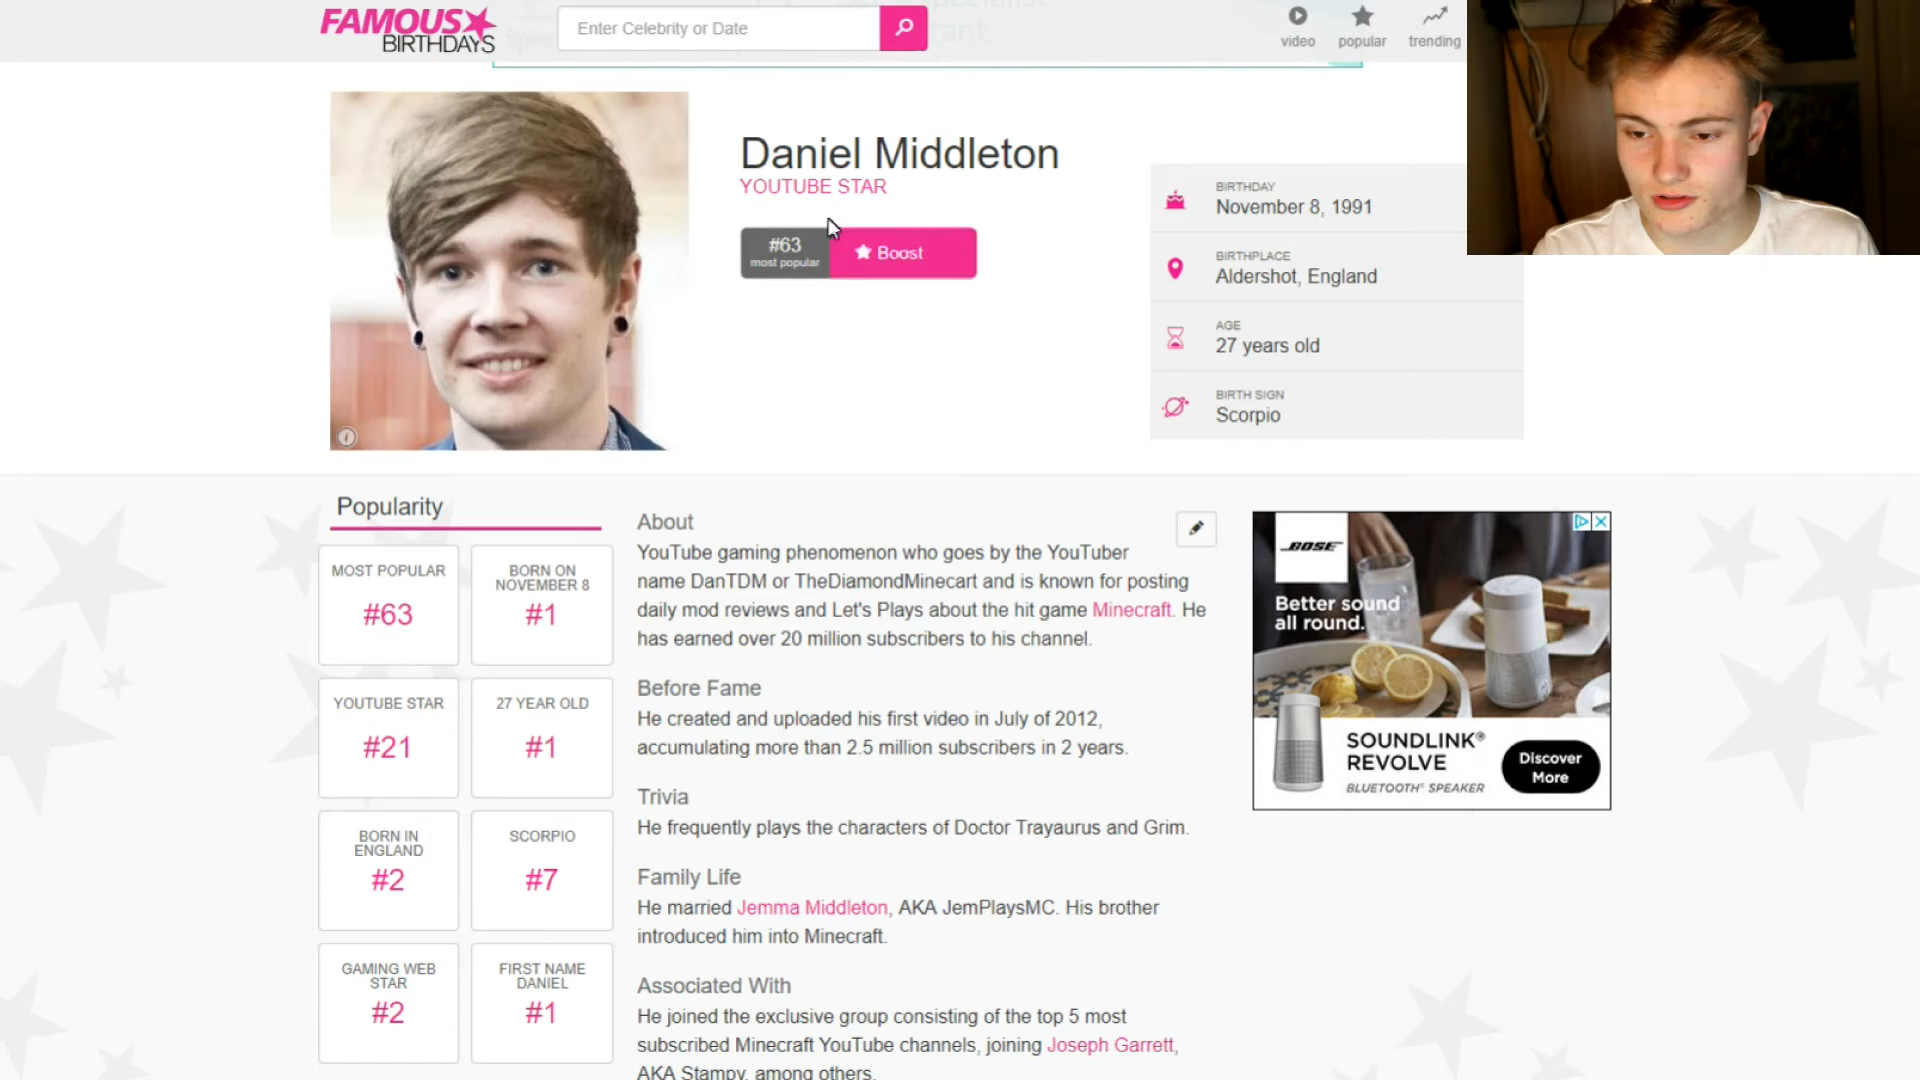 FAMOUS
BIRTHDAYS
Enter Celebrity or Date
video
popular
trending
Daniel Middleton
YOUTUBE STAR
#63
most popular
Boost
BIRTHDAY
November 8, 1991
BIRTHPLACE
Aldershot, England
AGE
27 years old
BIRTH SIGN
Scorpio
Popularity
MOST POPULAR
#63
BORN ON
NOVEMBER 8
#1
YOUTUBE STAR
#21
27 YEAR OLD
#1
BORN IN
ENGLAND
#2
SCORPIO
#7
GAMING WEB
STAR
#2
FIRST NAME
DANIEL
#1
About
YouTube gaming phenomenon who goes by the YouTuber
name DanTDM or TheDiamondMinecart and is known for posting
daily mod reviews and Let's Plays about the hit game Minecraft. He
has earned over 20 million subscribers to his channel.
Before Fame
He created and uploaded his first video in July of 2012,
accumulating more than 2.5 million subscribers in 2 years.
Trivia
He frequently plays the characters of Doctor Trayaurus and Grim.
Family Life
He married Jemma Middleton, AKA JemPlaysMC. His brother
introduced him into Minecraft.
Associated With
He joined the exclusive group consisting of the top 5 most
subscribed Minecraft YouTube channels, joining Joseph Garrett,
AKA Stampy, among others.
BOSE
Better sound
all round.
SOUNDLINK®
REVOLVE
BLUETOOTH® SPEAKER
Discover
More